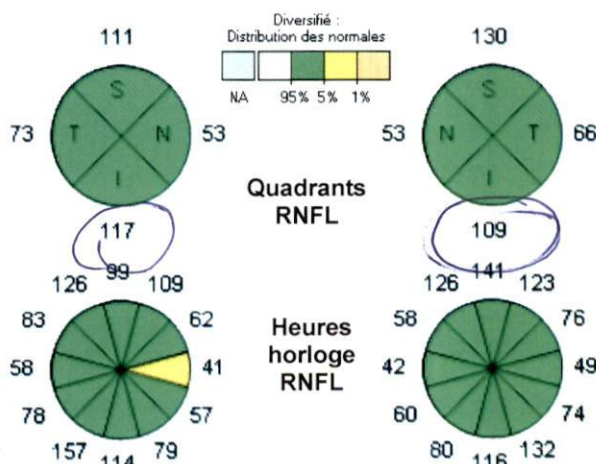 Diversifié :
Distribution des normales
NA 95% 5% 1%
111
S
73 T N 53
I
117
130
S
53 N T 66
I
109
Quadrants
RNFL
99
126 109
83 62
58 41
78 57
157 79
114
Heures
horloge
RNFL
141
126 123
58 76
42 49
60 74
80 132
116